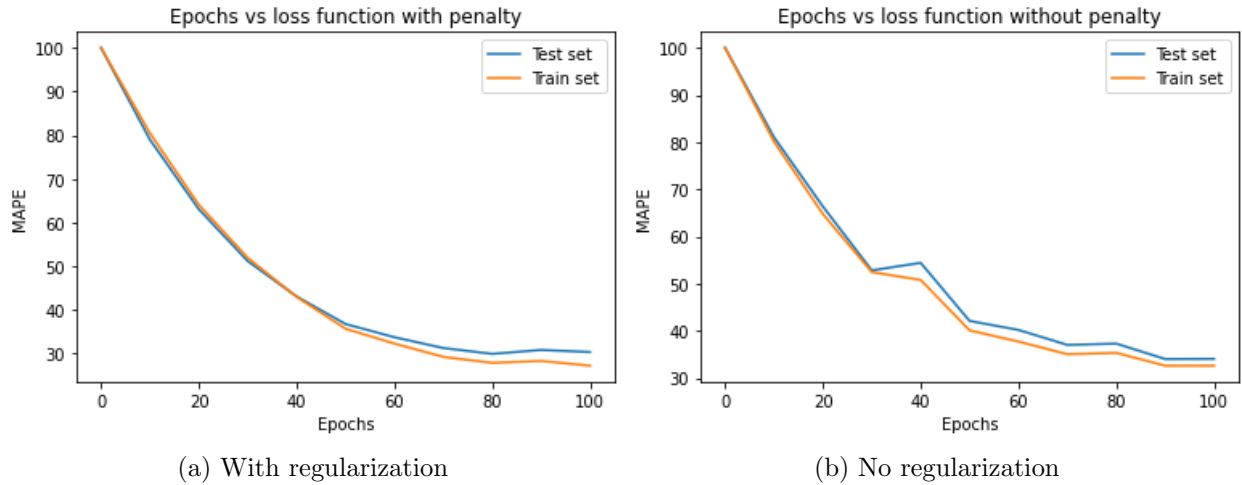 Epochs vs loss function with penalty
100
90
80
70
60
50
40
30
MAPE
Test set
Train set
0
20
40
60
80
100
Epochs
(a) With regularization
Epochs vs loss function without penalty
100
90
80
70
60
50
40
30
MAPE
Test set
Train set
0
20
40
60
80
100
Epochs
(b) No regularization